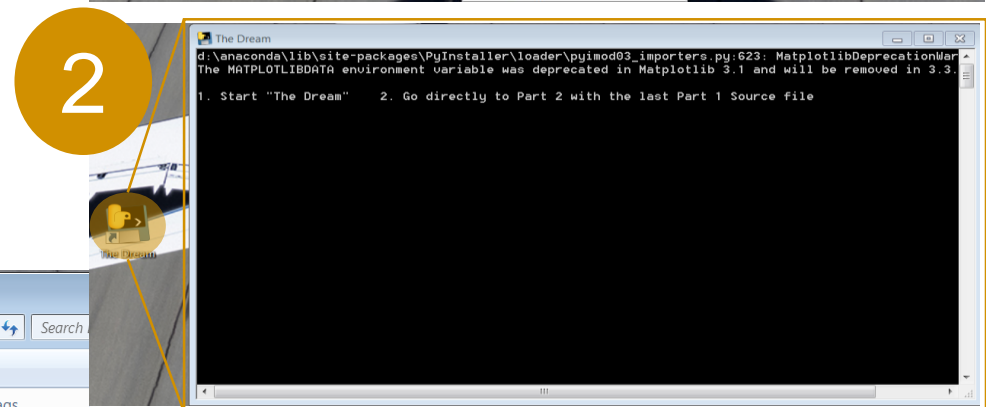 2
The Dream
d:\anaconda\lib\site-packages\PyInstaller\loader\pyimod03_importers.py:623: MatplotlibDeprecationWar
The MATPLOTLIBDATA environment variable was deprecated in Matplotlib 3.1 and will be removed in 3.3.
1. Start "The Dream"    2. Go directly to Part 2 with the last Part 1 Source file
The Dream
Search